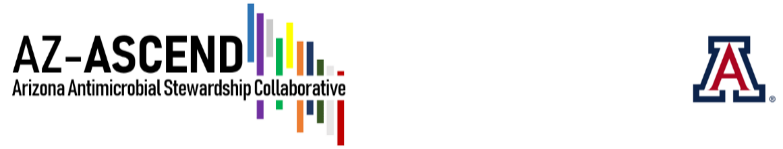 AZ-ASCEND
Arizona Antimicrobial Stewardship Collaborative
A
®